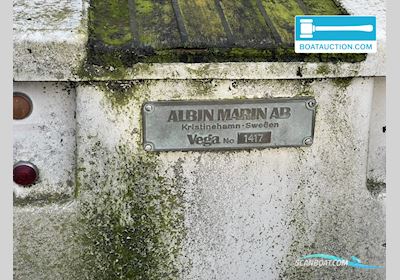 BOATAUCTION.COM
ALBIN MARIN AB
Kristinehamn-Sweden
Vega No 1417
SCANBOAT.COM